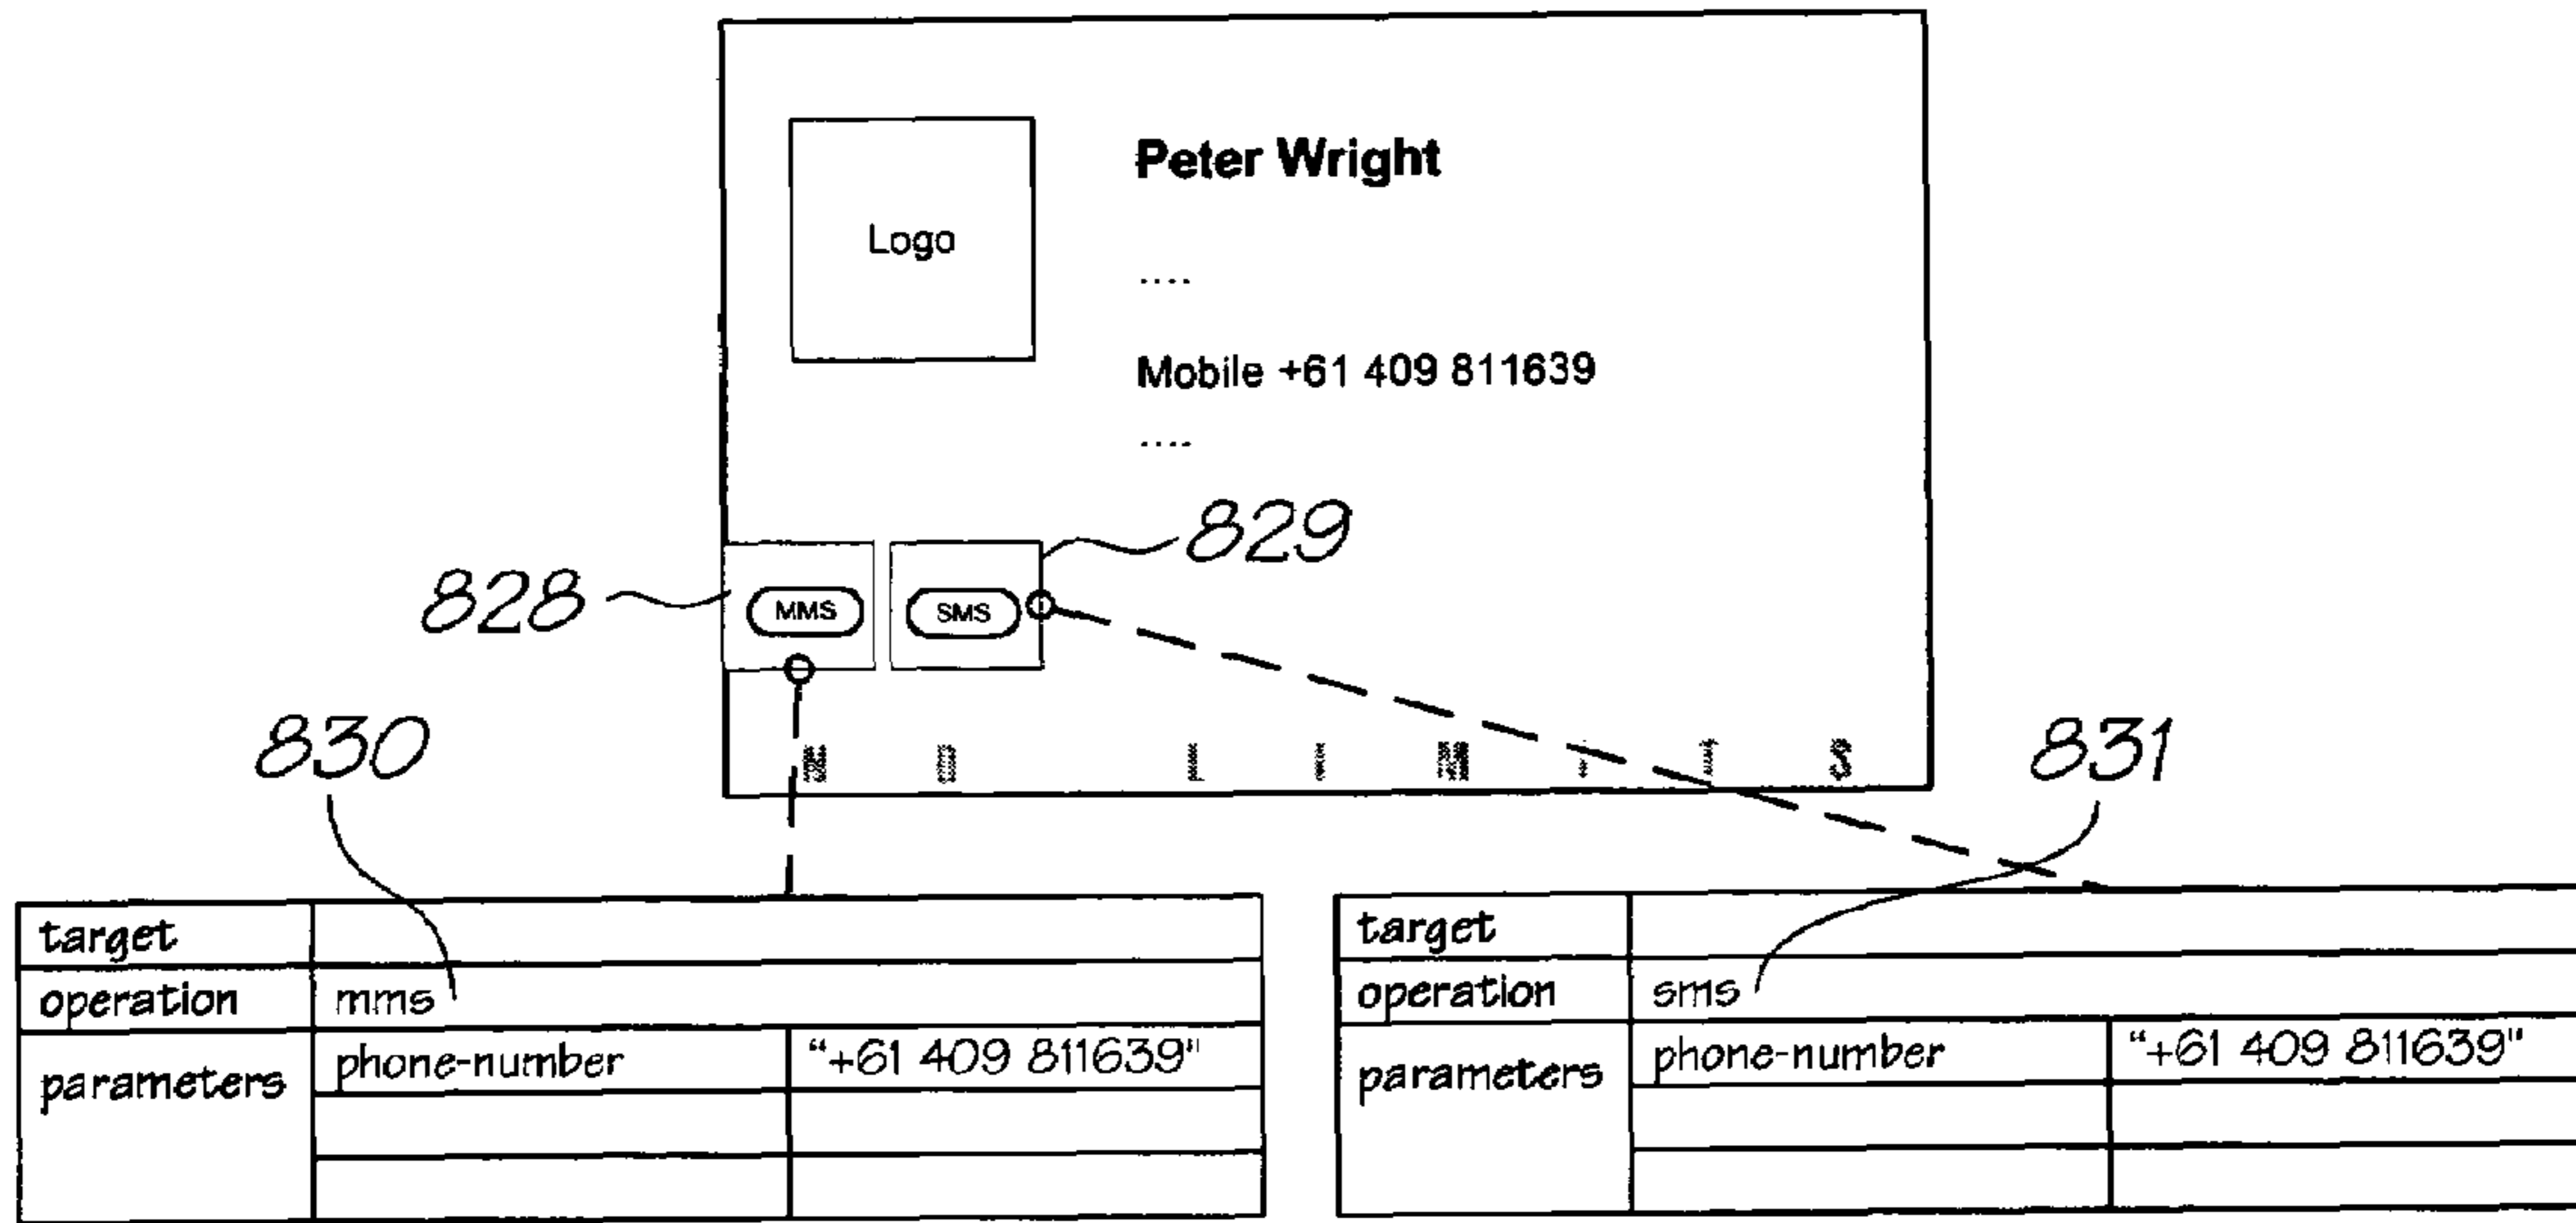 Peter Wright
Logo
....
Mobile +61 409 811639
....
829
828
MMS
SMS
830
831
target
operation mms
parameters phone-number "+61 409 811639"
target
operation sms
parameters phone-number "+61 409 811639"